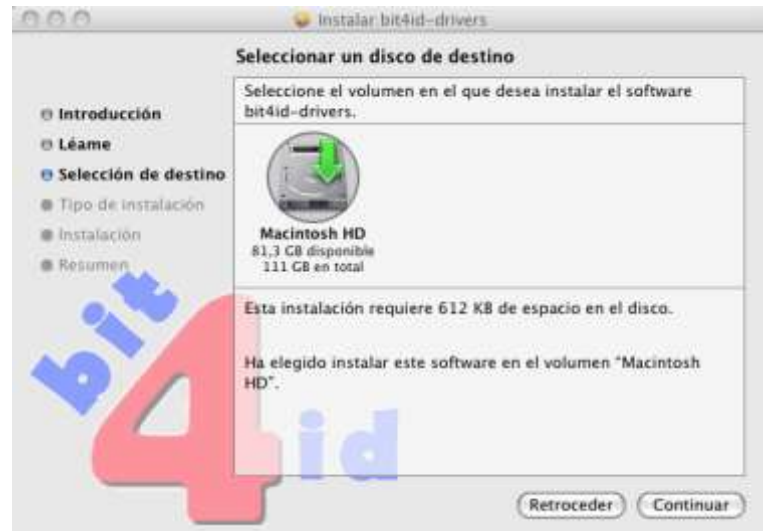 Instalar bit4id-drivers
Seleccionar un disco de destino
Introducción
Léame
Selección de destino
Tipo de instalación
Instalación
Resumen
Seleccione el volumen en el que desea instalar el software
bit4id-drivers.
Macintosh HD
81,3 GB disponible
111 GB en total
Esta instalación requiere 612 KB de espacio en el disco.
Ha elegido instalar este software en el volumen "Macintosh
HD".
bit
4
id
Retroceder
Continuar